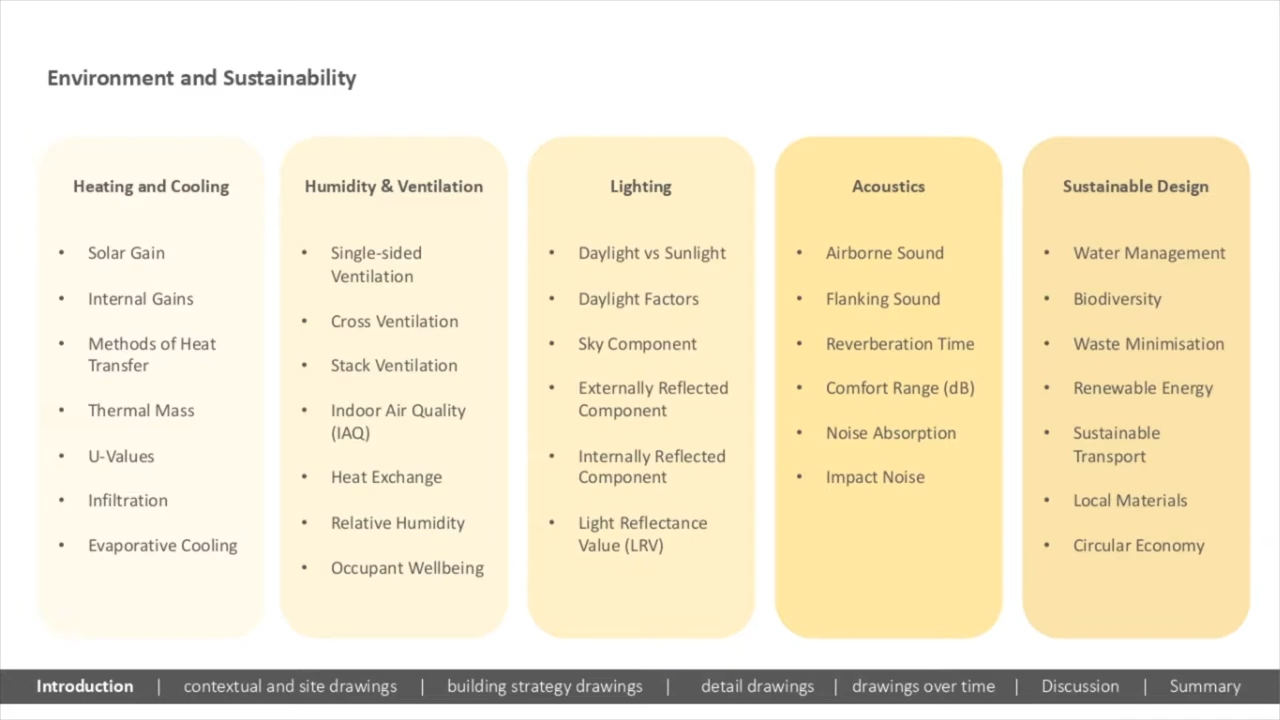 Environment and Sustainability
Heating and Cooling
• Solar Gain
• Internal Gains
• Methods of Heat
Transfer
• Thermal Mass
• U-Values
• Infiltration
• Evaporative Cooling
Humidity & Ventilation
• Single-sided
Ventilation
• Cross Ventilation
• Stack Ventilation
• Indoor Air Quality
(IAQ)
• Heat Exchange
• Relative Humidity
• Occupant Wellbeing
Lighting
• Daylight vs Sunlight
• Daylight Factors
• Sky Component
• Externally Reflected
Component
• Internally Reflected
Component
• Light Reflectance
Value (LRV)
Acoustics
• Airborne Sound
• Flanking Sound
• Reverberation Time
• Comfort Range (dB)
• Noise Absorption
• Impact Noise
Sustainable Design
• Water Management
• Biodiversity
• Waste Minimisation
• Renewable Energy
• Sustainable
Transport
• Local Materials
• Circular Economy
Introduction | contextual and site drawings | building strategy drawings | detail drawings | drawings over time | Discussion | Summary